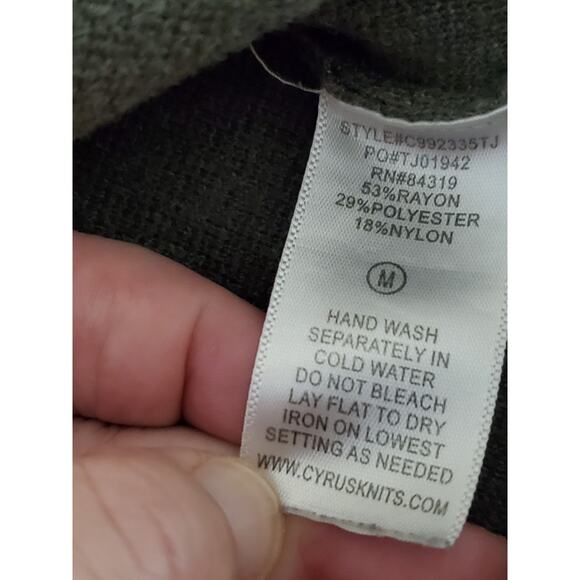 STYLE#C992335TJ
PO#TJ01942
RN#84319
53%RAYON
29%POLYESTER
18%NYLON
M
HAND WASH
SEPARATELY IN
COLD WATER
DO NOT BLEACH
LAY FLAT TO DRY
IRON ON LOWEST
SETTING AS NEEDED
WWW.CYRUSKNITS.COM